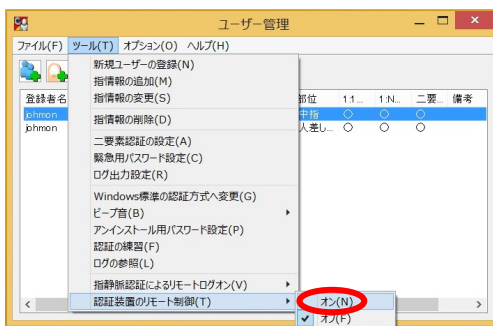 ユーザー管理
ファイル(F) ツール(T) オプション(O) ヘルプ(H)
新規ユーザーの登録(N)
指情報の追加(M)
指情報の変更(S)
指情報の削除(D)
二要素認証の設定(A)
緊急用パスワード設定(C)
ログ出力設定(R)
Windows標準の認証方式へ変更(G)
ビープ音(B)
アンインストール用パスワード設定(P)
認証の練習(F)
ログの参照(L)
指静脈認証によるリモートログオン(V)
認証装置のリモート制御(T)
オン(N)
オフ(F)
登録者名 部位 1:1... 1:N... 二要... 備考
johmon 中指 ○ ○ ○
johmon 人差し... ○ ○ ○